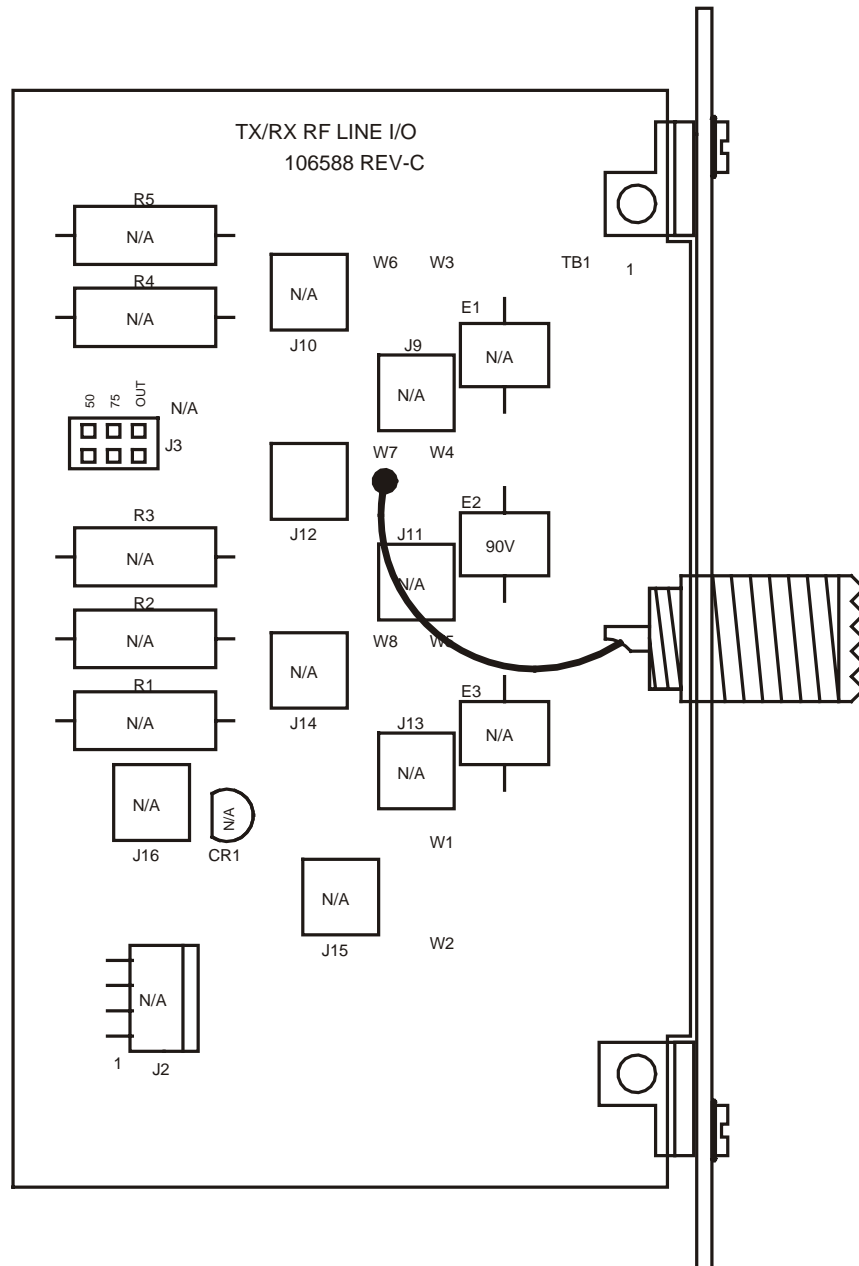 TX/RX RF LINE I/O
106588 REV-C
R5
N/A
R4
N/A
W6 W3 TB1 1
N/A
J10
E1
N/A
J9
N/A
50 75 OUT
N/A
J3
W7 W4
J12
R3
N/A
E2
90V
J11
N/A
R2
N/A
W8 W5
N/A
J14
R1
N/A
E3
N/A
J13
N/A
N/A
J16
N/A
CR1
W1
N/A
J15
W2
N/A
1
J2